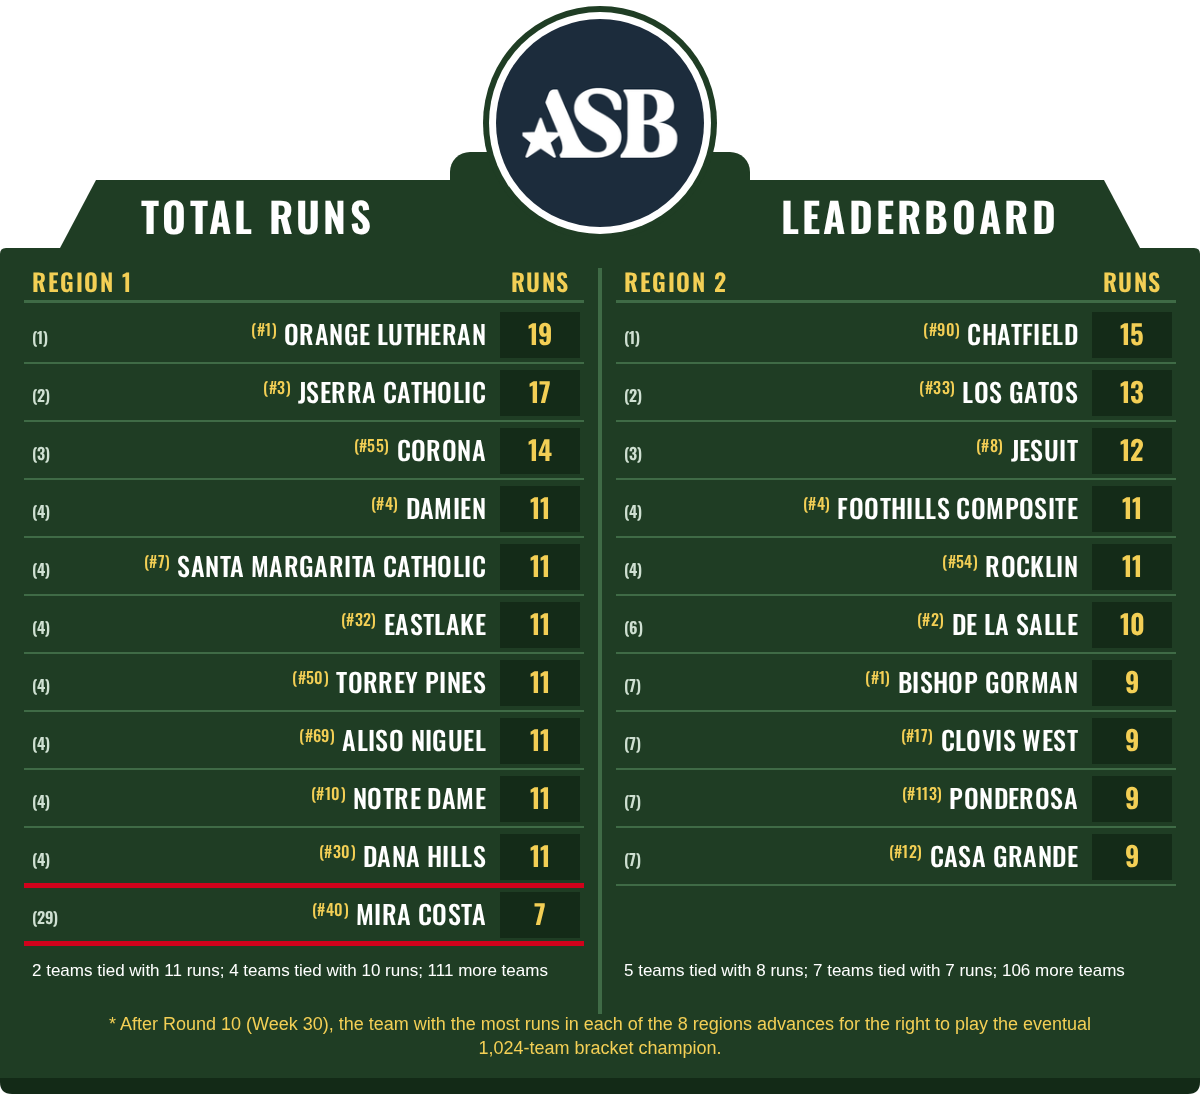 ASB
TOTAL RUNS
LEADERBOARD
REGION 1 RUNS
(1) (#1) ORANGE LUTHERAN 19
(2) (#3) JSERRA CATHOLIC 17
(3) (#55) CORONA 14
(4) (#4) DAMIEN 11
(4) (#7) SANTA MARGARITA CATHOLIC 11
(4) (#32) EASTLAKE 11
(4) (#50) TORREY PINES 11
(4) (#69) ALISO NIGUEL 11
(4) (#10) NOTRE DAME 11
(4) (#30) DANA HILLS 11
(29) (#40) MIRA COSTA 7
2 teams tied with 11 runs; 4 teams tied with 10 runs; 111 more teams
REGION 2 RUNS
(1) (#90) CHATFIELD 15
(2) (#33) LOS GATOS 13
(3) (#8) JESUIT 12
(4) (#4) FOOTHILLS COMPOSITE 11
(4) (#54) ROCKLIN 11
(6) (#2) DE LA SALLE 10
(7) (#1) BISHOP GORMAN 9
(7) (#17) CLOVIS WEST 9
(7) (#113) PONDEROSA 9
(7) (#12) CASA GRANDE 9
5 teams tied with 8 runs; 7 teams tied with 7 runs; 106 more teams
* After Round 10 (Week 30), the team with the most runs in each of the 8 regions advances for the right to play the eventual
1,024-team bracket champion.